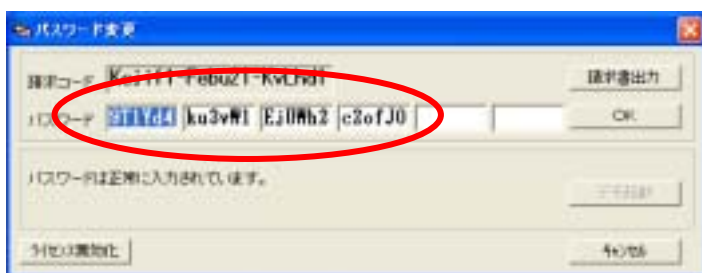 パスワード変更
請求コード
請求書出力
パスワード ku3vW1 EjUWh2 c2ofJ0
OK
パスワードは正常に入力されています。
ライセンス開始化
キャンセル